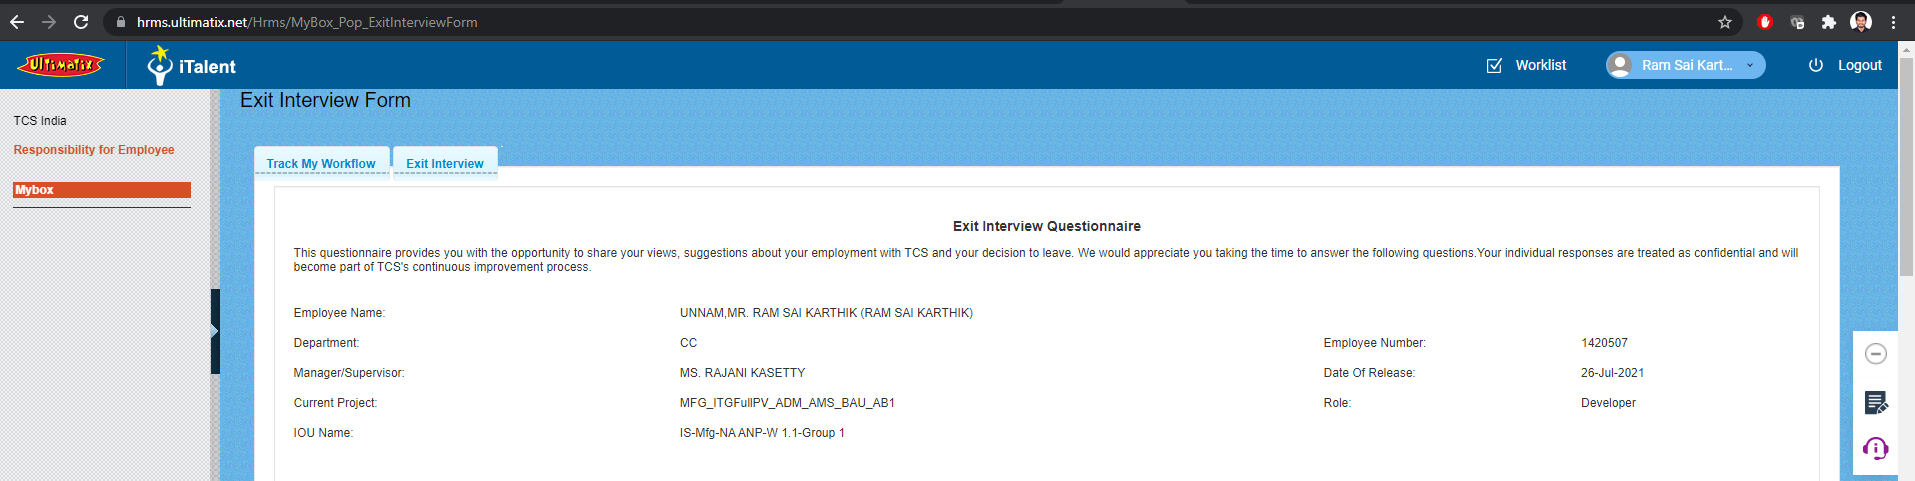 hrms.ultimatix.net/Hrms/MyBox_Pop_ExitInterviewForm
Ultimatix
iTalent
Worklist
Ram Sai Kart...
Logout
Exit Interview Form
TCS India
Responsibility for Employee
Mybox
Track My Workflow
Exit Interview
Exit Interview Questionnaire
This questionnaire provides you with the opportunity to share your views, suggestions about your employment with TCS and your decision to leave. We would appreciate you taking the time to answer the following questions.Your individual responses are treated as confidential and will
become part of TCS's continuous improvement process.
Employee Name: UNNAM,MR. RAM SAI KARTHIK (RAM SAI KARTHIK)
Department: CC Employee Number: 1420507
Manager/Supervisor: MS. RAJANI KASETTY Date Of Release: 26-Jul-2021
Current Project: MFG_ITGFullPV_ADM_AMS_BAU_AB1 Role: Developer
IOU Name: IS-Mfg-NA ANP-W 1.1-Group 1